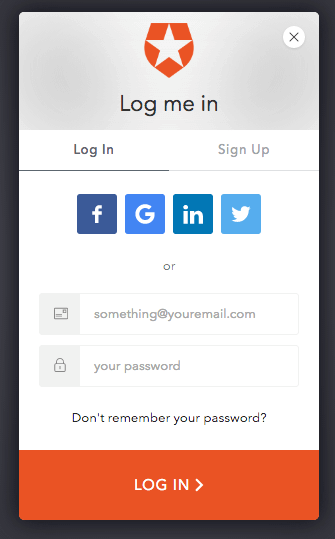 Log me in
Log In
Sign Up
or
something@youremail.com
your password
Don't remember your password?
LOG IN